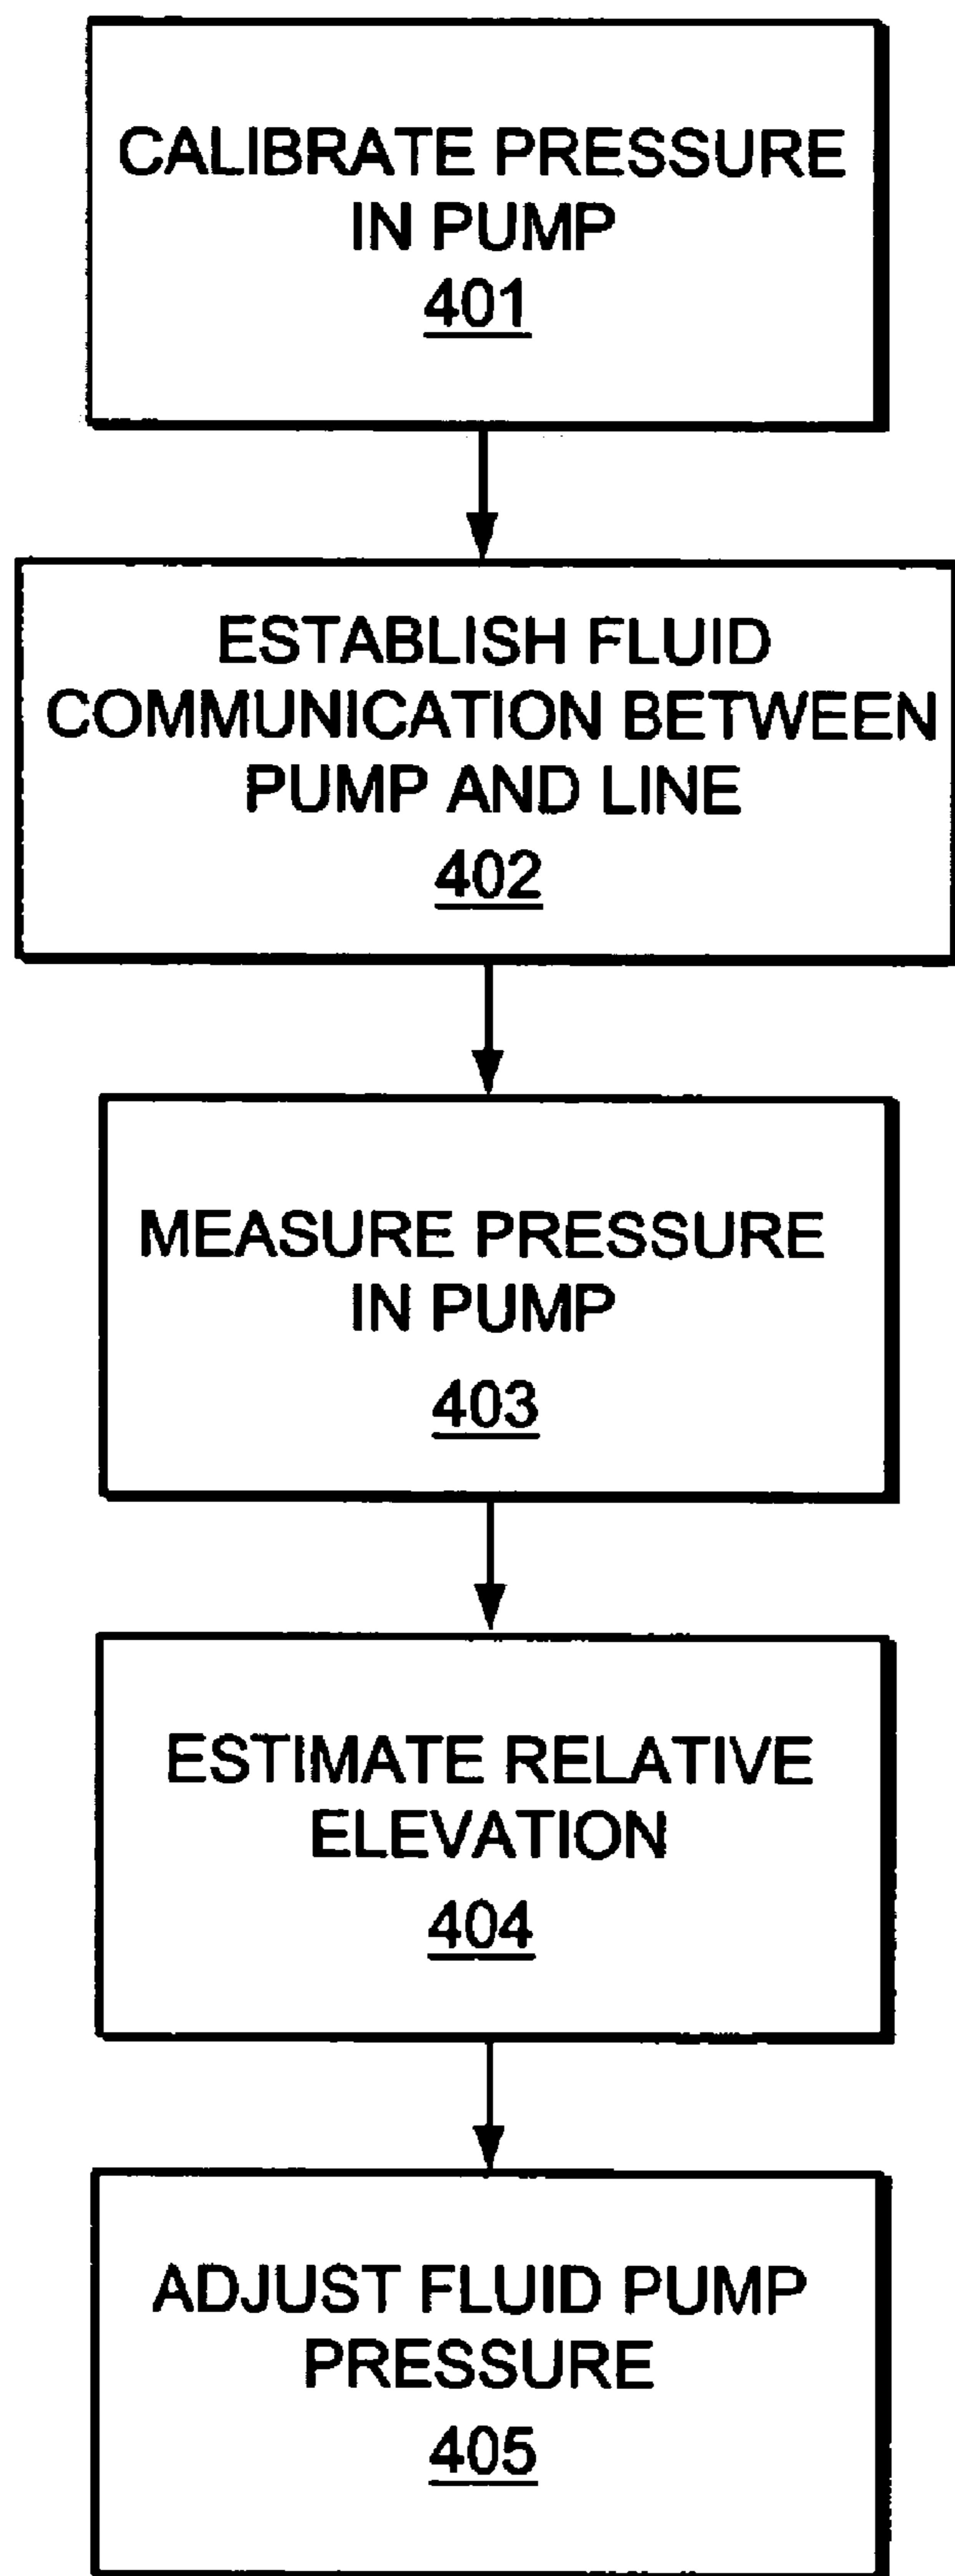 CALIBRATE PRESSURE
IN PUMP
401
ESTABLISH FLUID
COMMUNICATION BETWEEN
PUMP AND LINE
402
MEASURE PRESSURE
IN PUMP
403
ESTIMATE RELATIVE
ELEVATION
404
ADJUST FLUID PUMP
PRESSURE
405